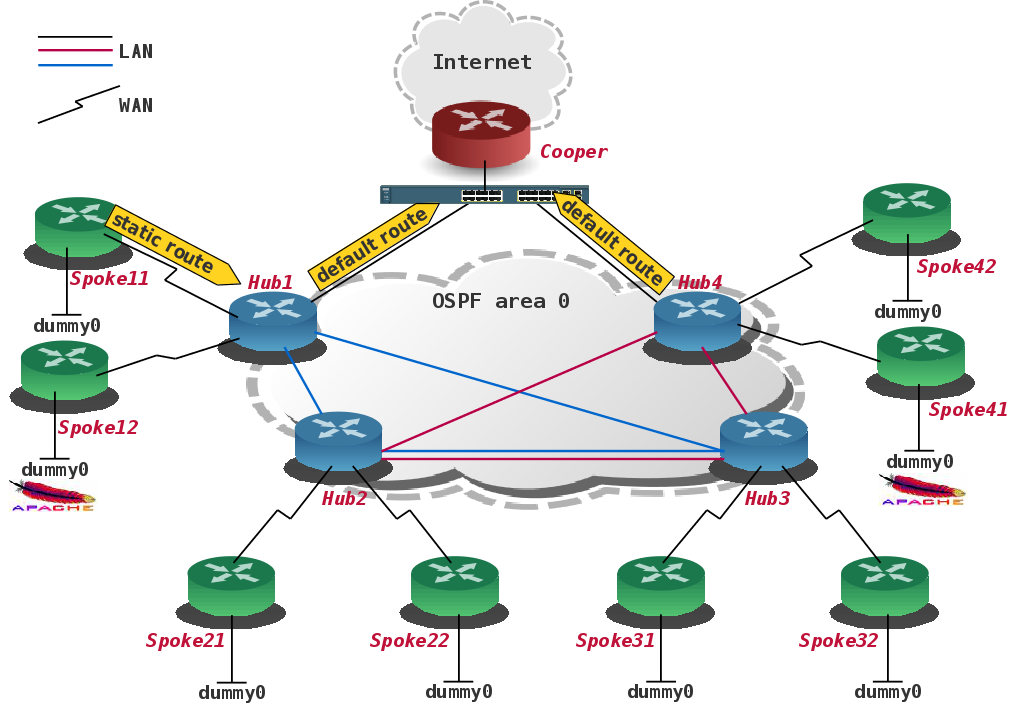 Internet
LAN
WAN
Cooper
static route
default route
default route
Spoke11
Hub1
Hub4
Spoke42
OSPF area 0
dummy0
dummy0
Spoke12
Spoke41
dummy0
APACHE
dummy0
APACHE
Hub2
Hub3
Spoke21
Spoke22
Spoke31
Spoke32
dummy0
dummy0
dummy0
dummy0